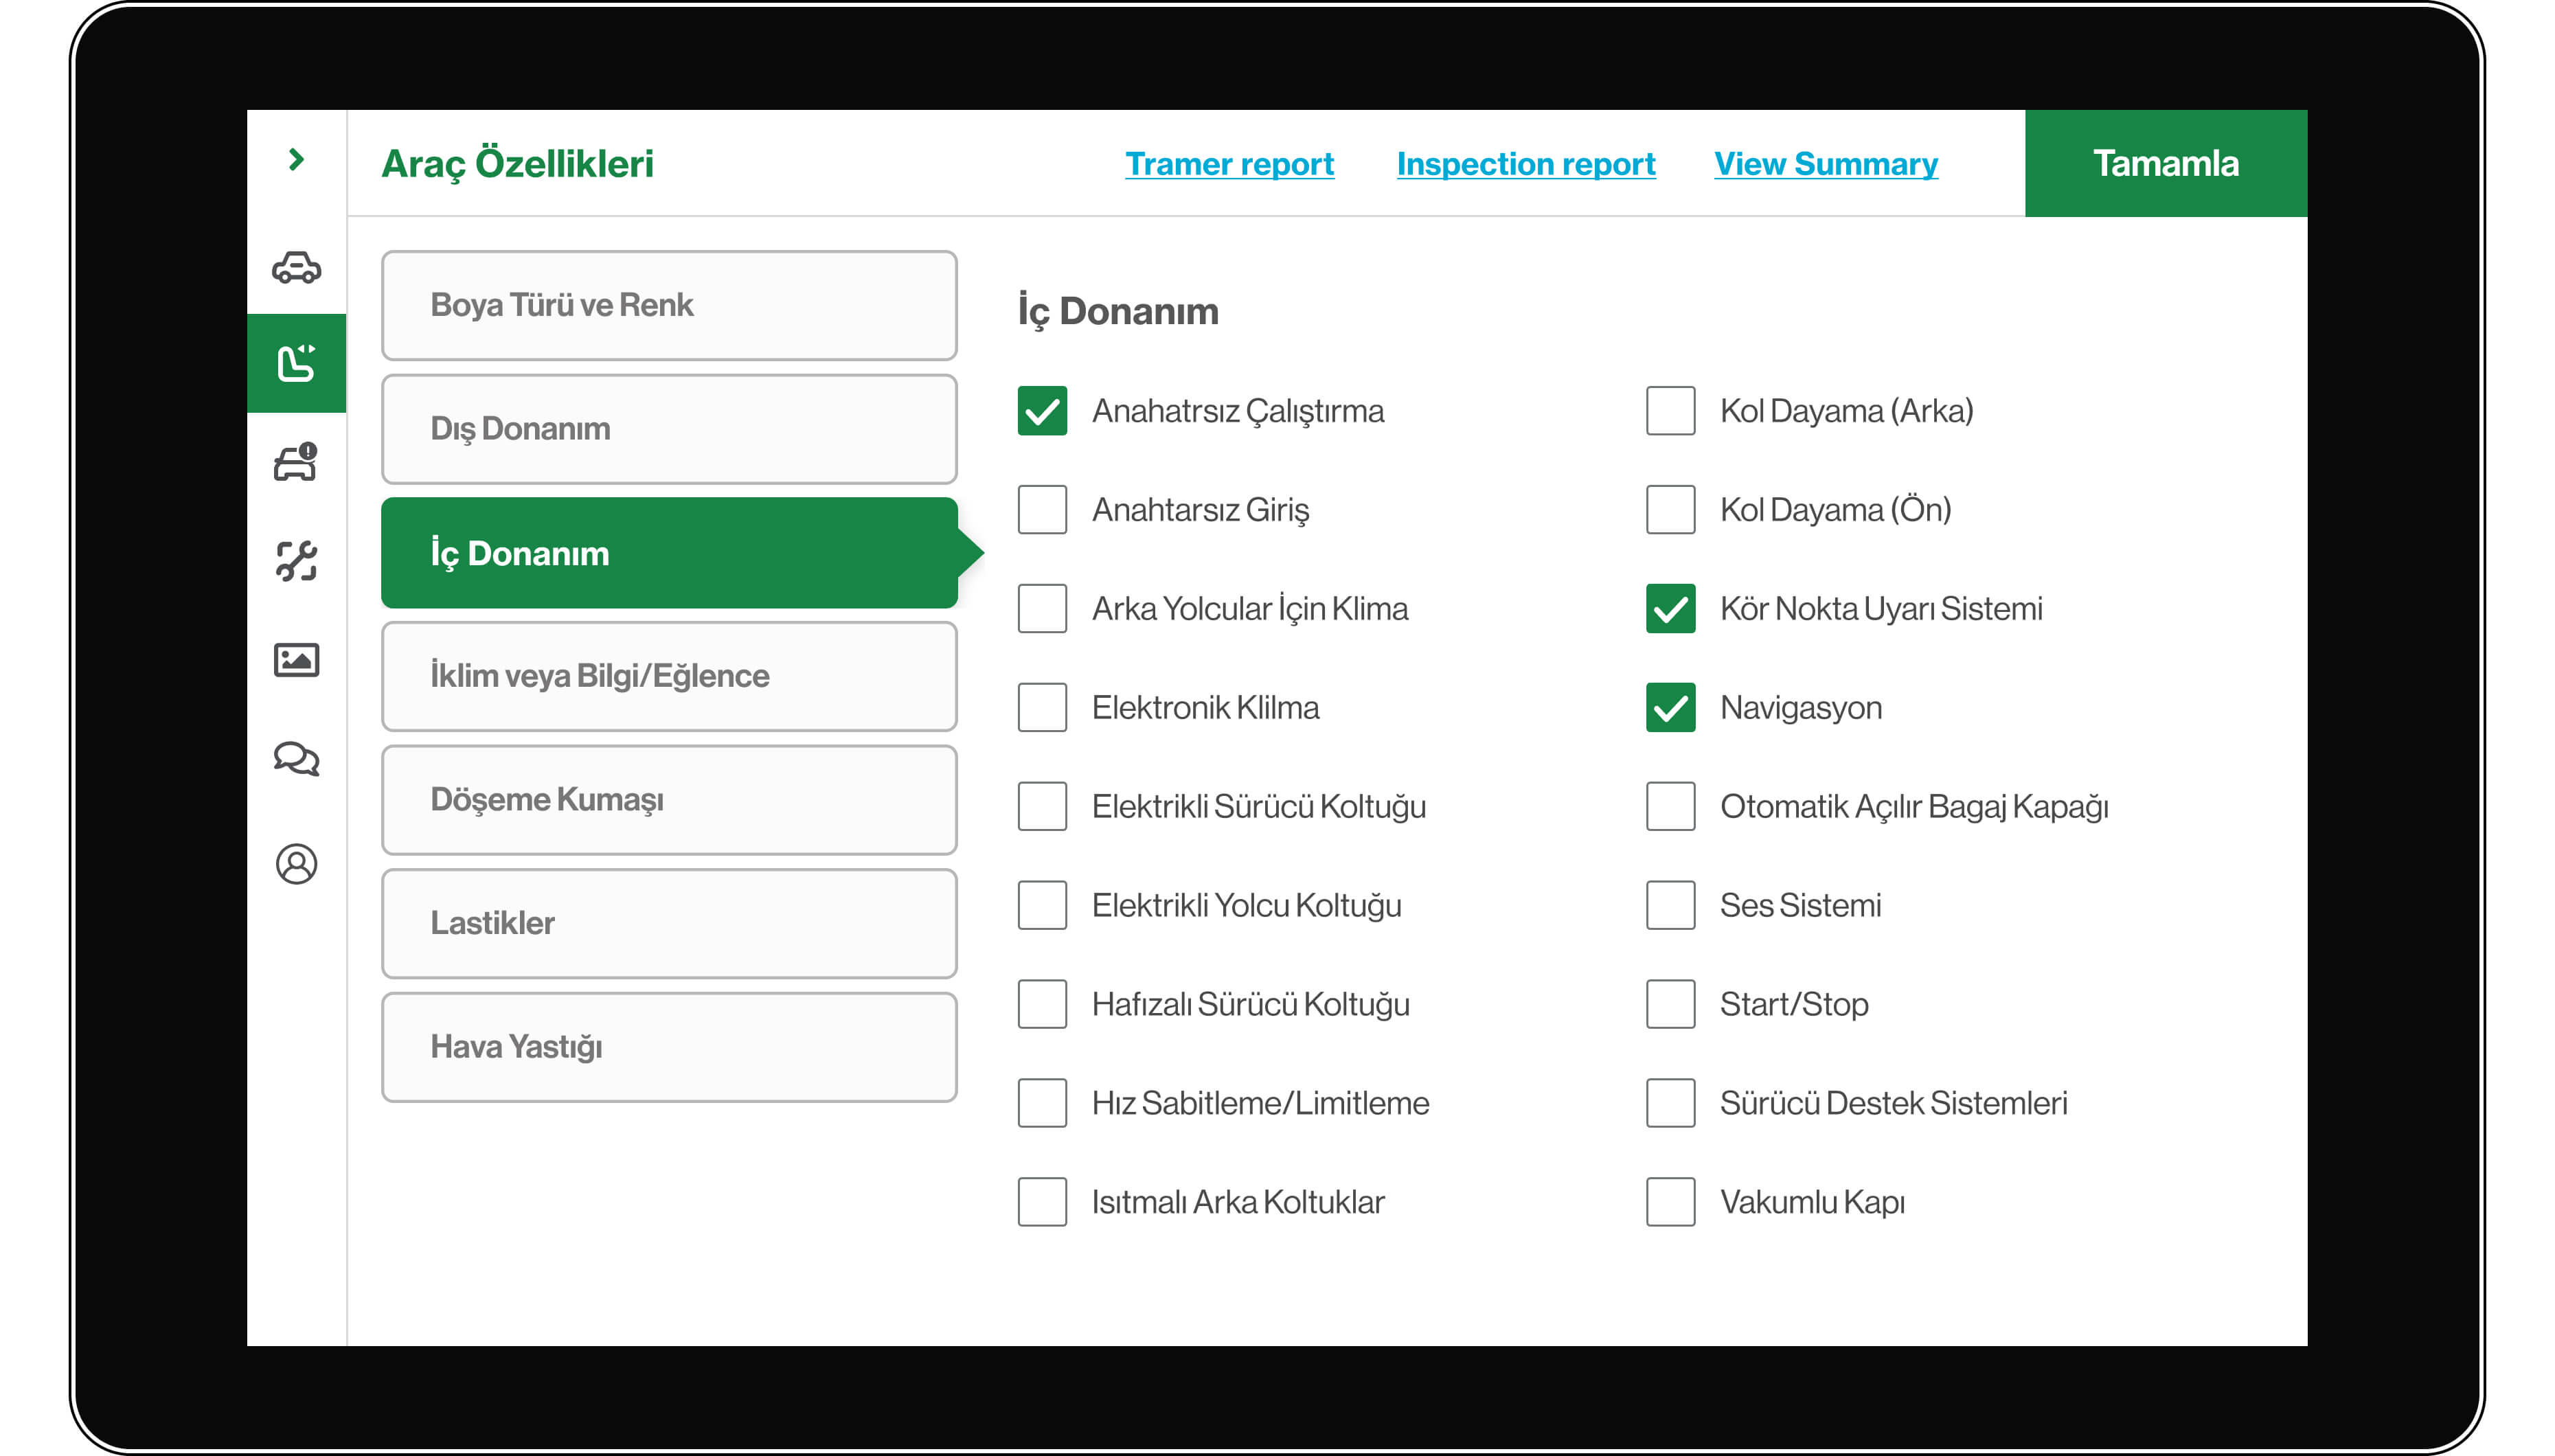 Araç Özellikleri
Tramer report
Inspection report
View Summary
Tamamla
Boya Türü ve Renk
Dış Donanım
İç Donanım
İklim veya Bilgi/Eğlence
Döşeme Kumaşı
Lastikler
Hava Yastığı
İç Donanım
Anahatrsız Çalıştırma
Anahtarsız Giriş
Arka Yolcular İçin Klima
Elektronik Klilma
Elektrikli Sürücü Koltuğu
Elektrikli Yolcu Koltuğu
Hafızalı Sürücü Koltuğu
Hız Sabitleme/Limitleme
Isıtmalı Arka Koltuklar
Kol Dayama (Arka)
Kol Dayama (Ön)
Kör Nokta Uyarı Sistemi
Navigasyon
Otomatik Açılır Bagaj Kapağı
Ses Sistemi
Start/Stop
Sürücü Destek Sistemleri
Vakumlu Kapı